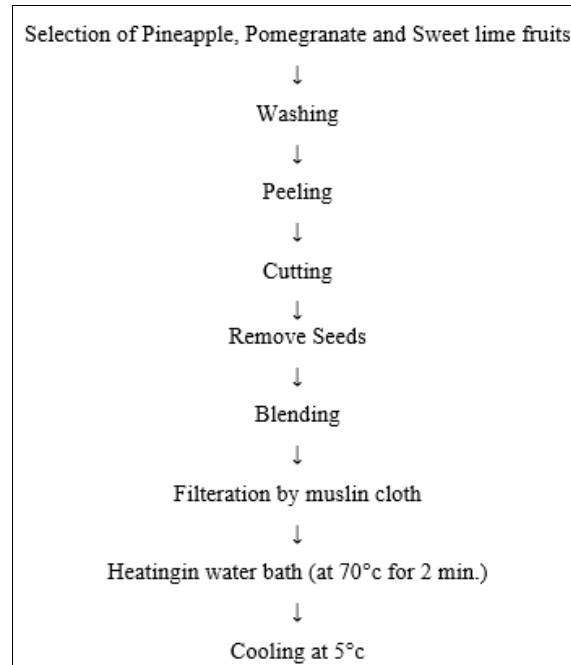 Selection of Pineapple, Pomegranate and Sweet lime fruits
↓
Washing
↓
Peeling
↓
Cutting
↓
Remove Seeds
↓
Blending
↓
Filteration by muslin cloth
↓
Heatingin water bath (at 70°c for 2 min.)
↓
Cooling at 5°c